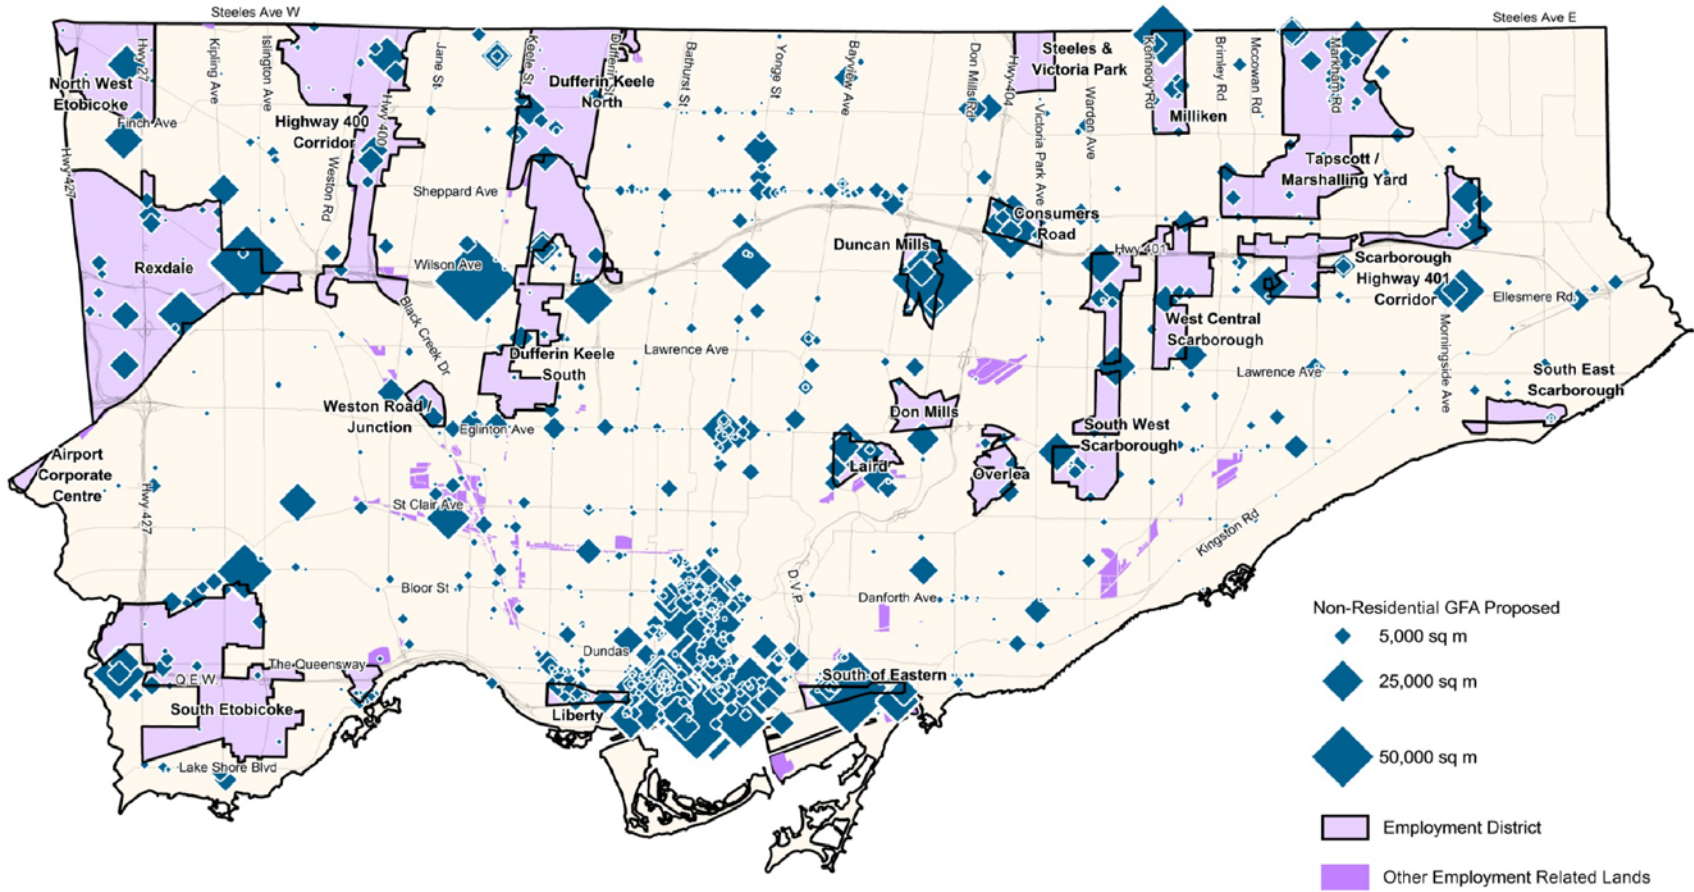 Steeles Ave W
Steeles Ave E
Hwy 27
Kipling Ave
Islington Ave
Jane St
Keele St
Dufferin St
Bathurst St
Yonge St
Bayview Ave
Don Mills Rd
Hwy 404
Steeles &
Victoria Park
Kennedy Rd
Brimley Rd
Mccowan Rd
Markham Rd
North West
Etobicoke
Dufferin Keele
North
Hwy 400
Victoria Park Ave
Warden Ave
Milliken
Finch Ave
Highway 400
Corridor
Hwy 427
Weston Rd
Sheppard Ave
Tapscott /
Marshalling Yard
Consumers
Road
Duncan Mills
Hwy 401
Rexdale
Wilson Ave
Scarborough
Highway 401
Corridor
Ellesmere Rd
Black Creek Dr
West Central
Scarborough
Morningside Ave
Dufferin Keele
South
Lawrence Ave
Lawrence Ave
South East
Scarborough
Weston Road /
Junction
Eglinton Ave
Don Mills
South West
Scarborough
Airport
Corporate
Centre
Laird
Overlea
Hwy 427
St Clair Ave
Kingston Rd
Bloor St
D.V.P
Danforth Ave
Dundas
The Queensway
Q.E.W.
South of Eastern
South Etobicoke
Liberty
Lake Shore Blvd
Non-Residential GFA Proposed
5,000 sq m
25,000 sq m
50,000 sq m
Employment District
Other Employment Related Lands